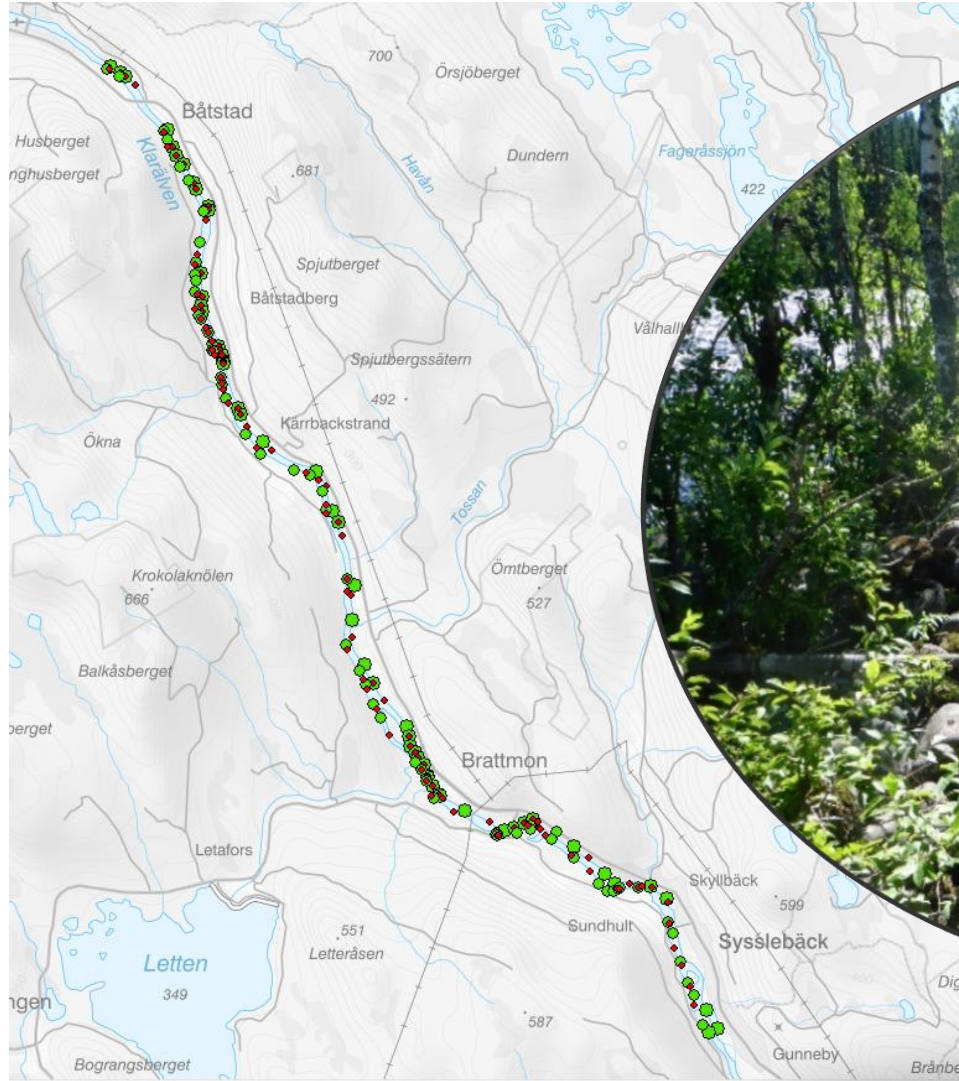 700
Örsjöberget
Båtstad
Husberget
nghusberget
Klarälven
Havån
Dundern
Fageråssjön
681
422
Spjutberget
Båtstadberg
Vålhall
Spjutbergssätern
492
Kärrbackstrand
Ökna
Tossan
Krokolaknölen
666
Ömtberget
527
Balkåsberget
berget
Brattmon
Letafors
Skyllbäck
599
Sundhult
551
Letteråsen
Sysslebäck
Letten
349
ngen
Dig
587
Gunneby
Bograngsberget
Brånbe